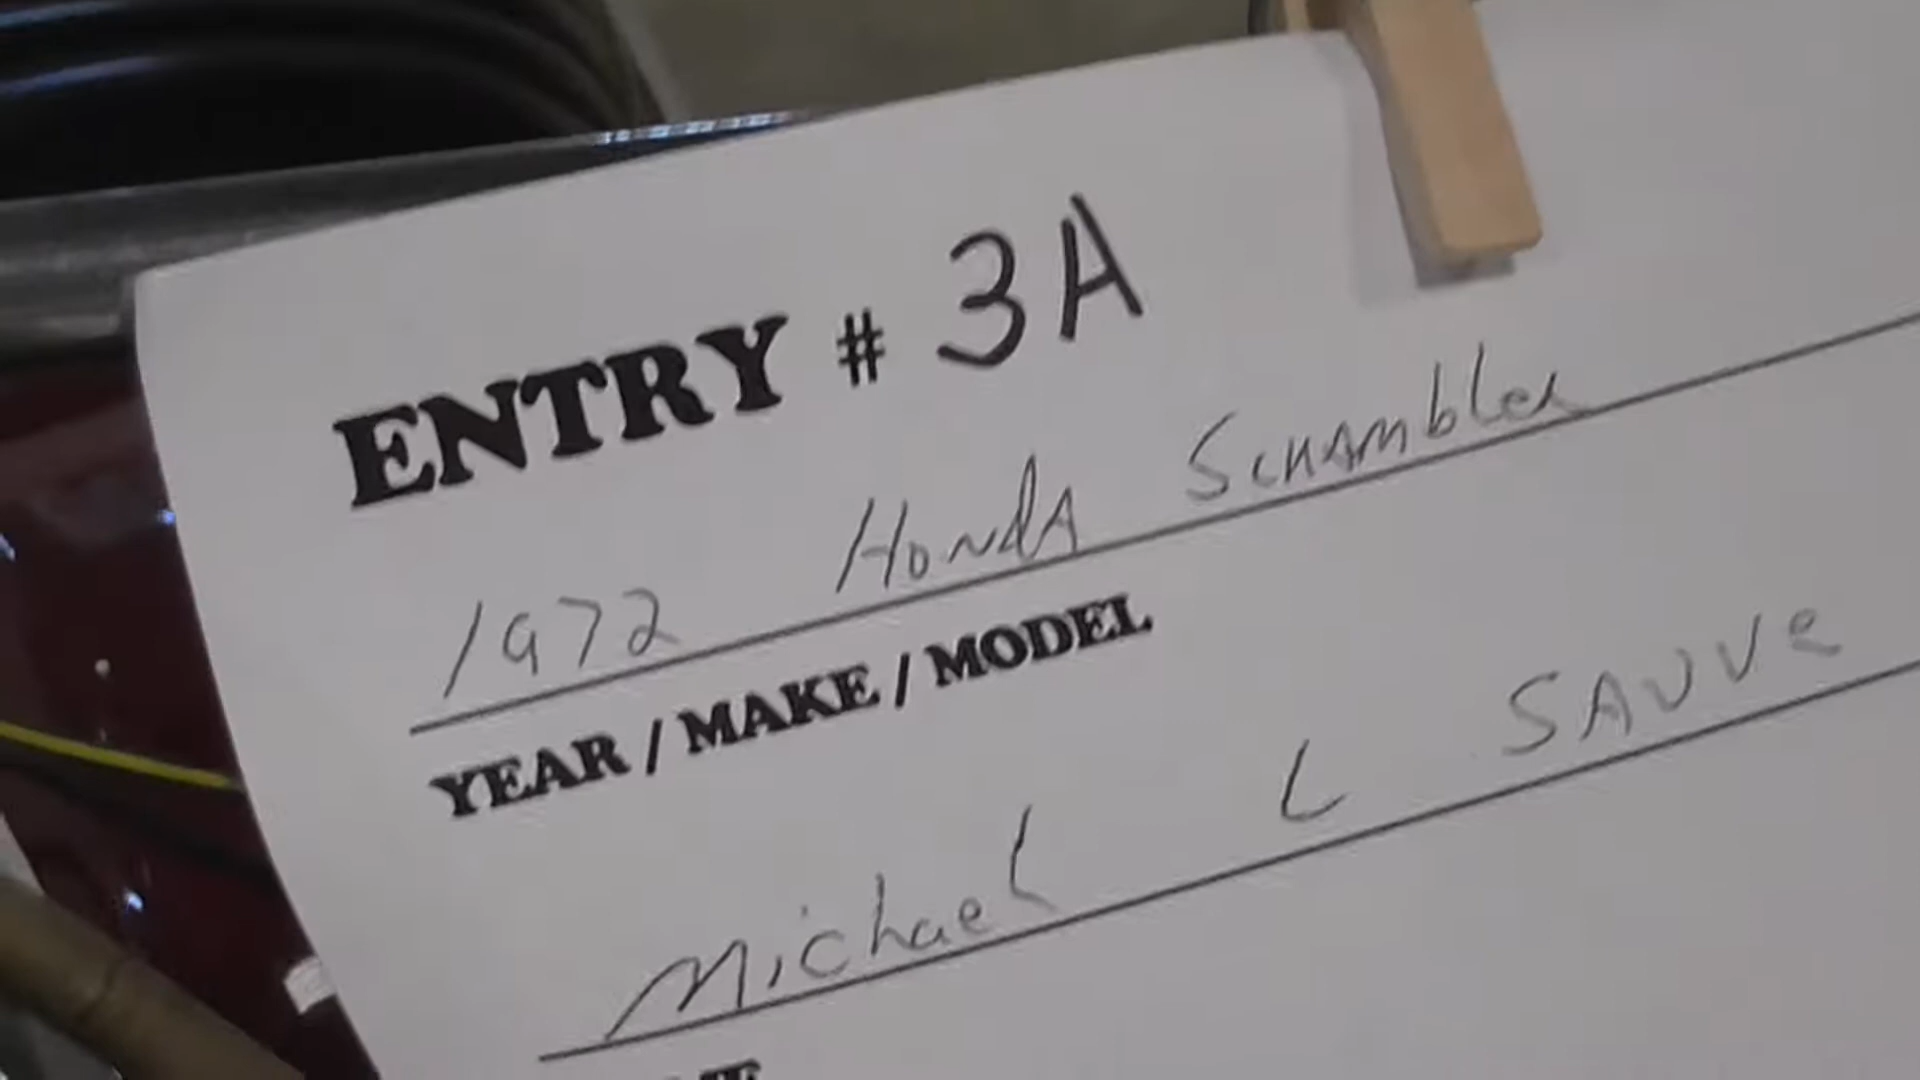 ENTRY # 3A
1972 HondA ScRAmbleR
YEAR / MAKE / MODEL
Michael L SAUVe